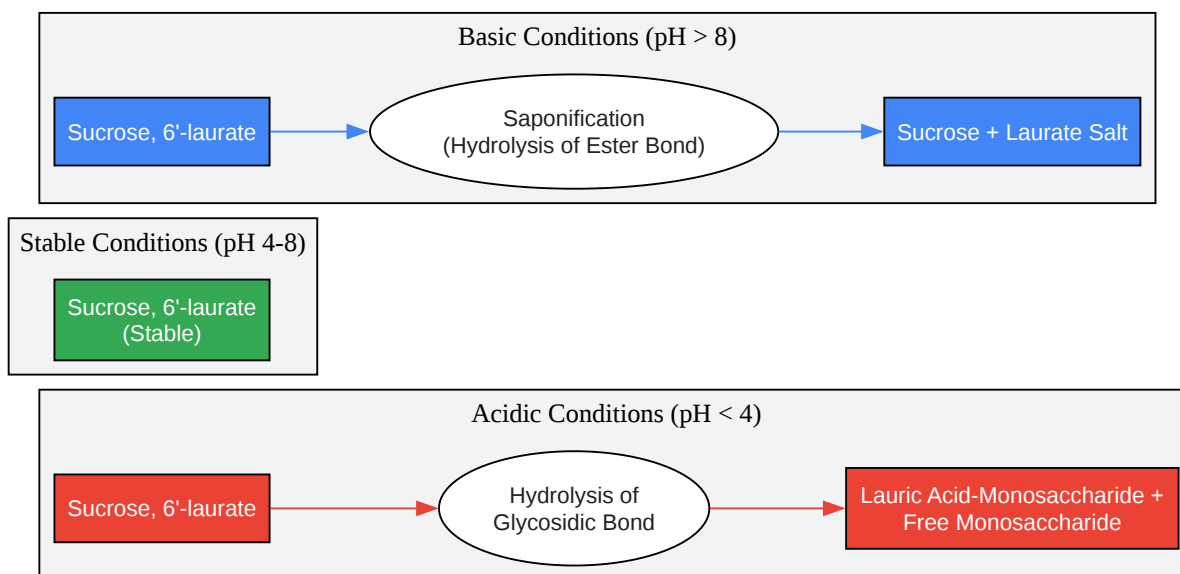 Basic Conditions (pH > 8)
Sucrose, 6'-laurate
Saponification
(Hydrolysis of Ester Bond)
Sucrose + Laurate Salt
Stable Conditions (pH 4-8)
Sucrose, 6'-laurate
(Stable)
Acidic Conditions (pH < 4)
Sucrose, 6'-laurate
Hydrolysis of
Glycosidic Bond
Lauric Acid-Monosaccharide +
Free Monosaccharide